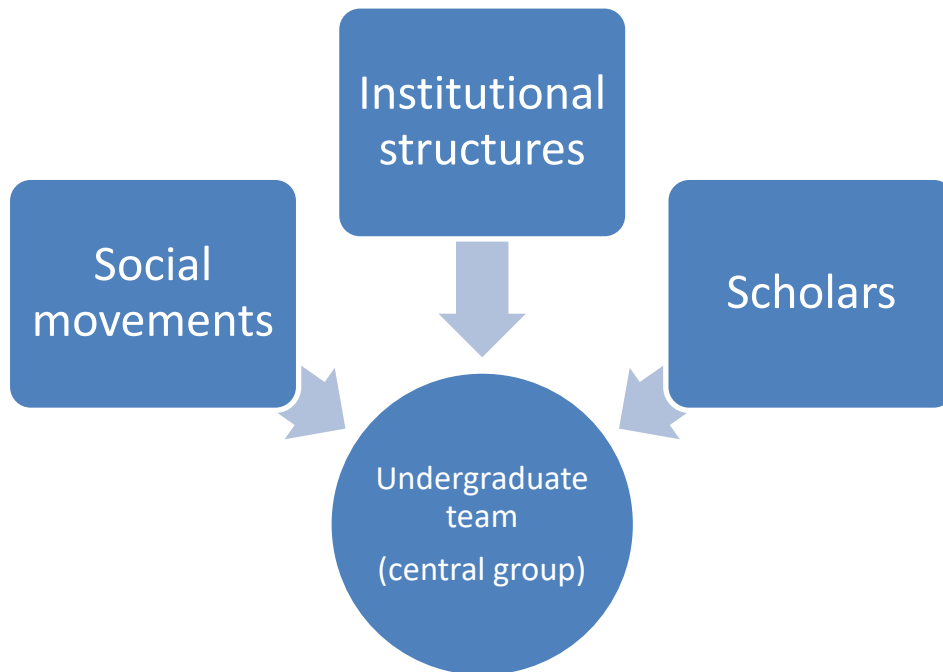 Institutional
structures
Social
movements
Scholars
Undergraduate
team
(central group)